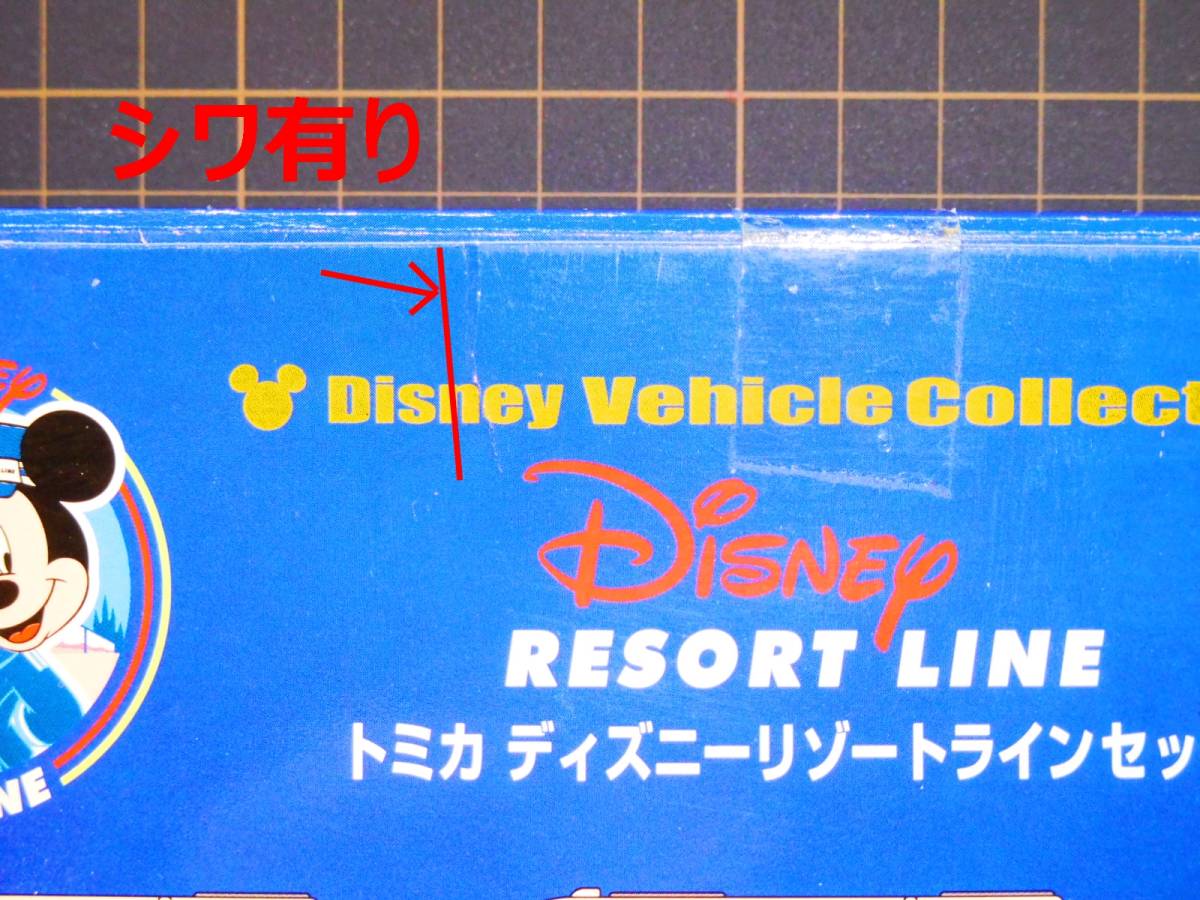 シワ有り
Disney Vehicle Collect
DISNEY
RESORT LINE
トミカ ディズニーリゾートラインセッ